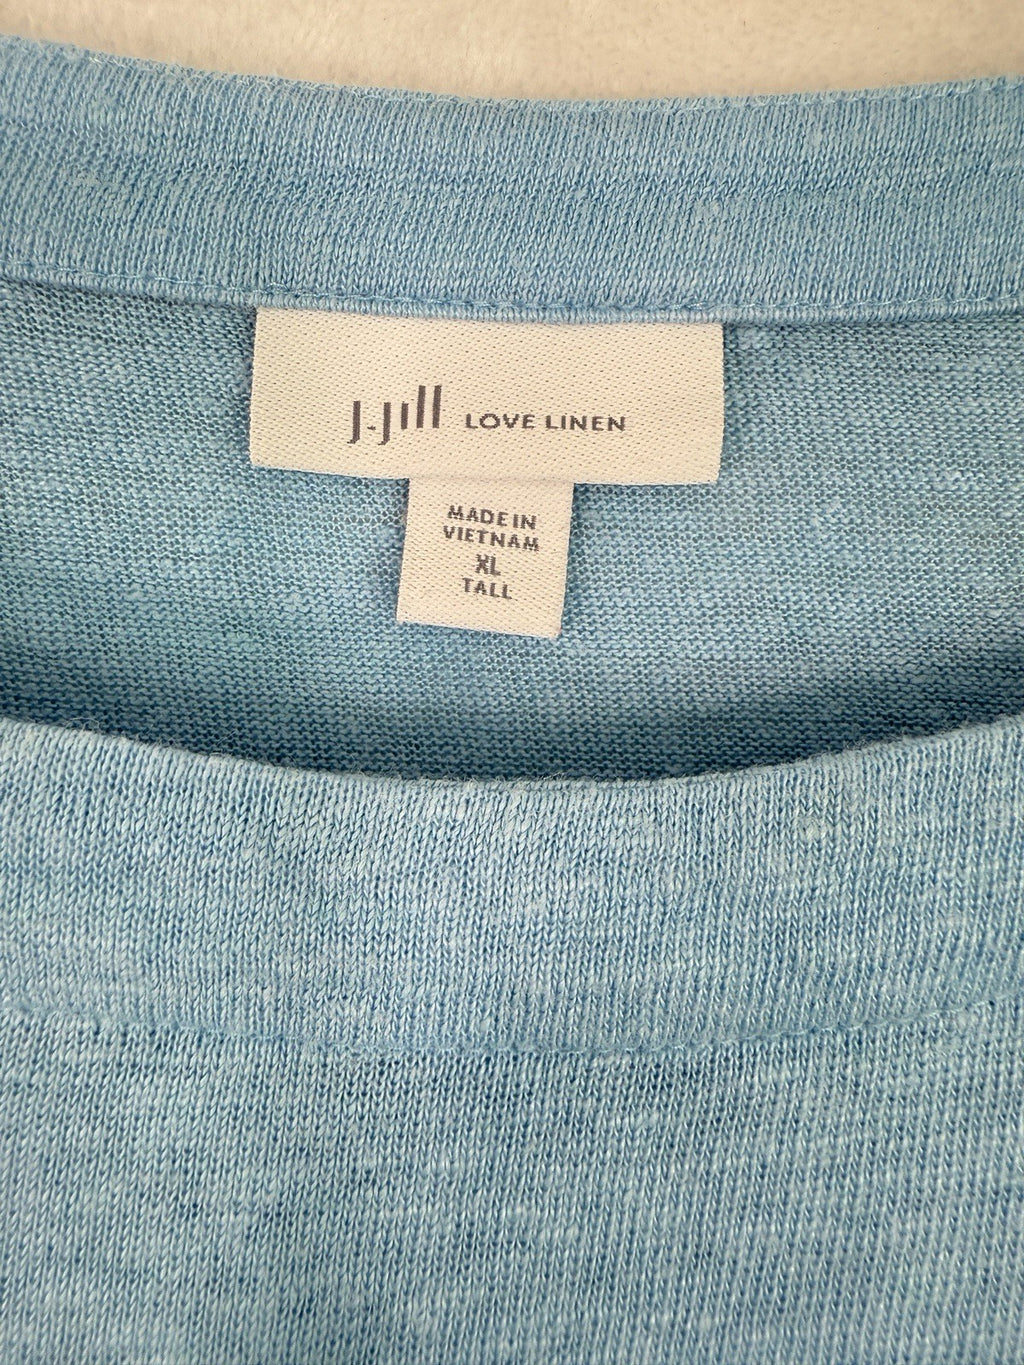 J.Jill LOVE LINEN
MADE IN
VIETNAM
XL
TALL